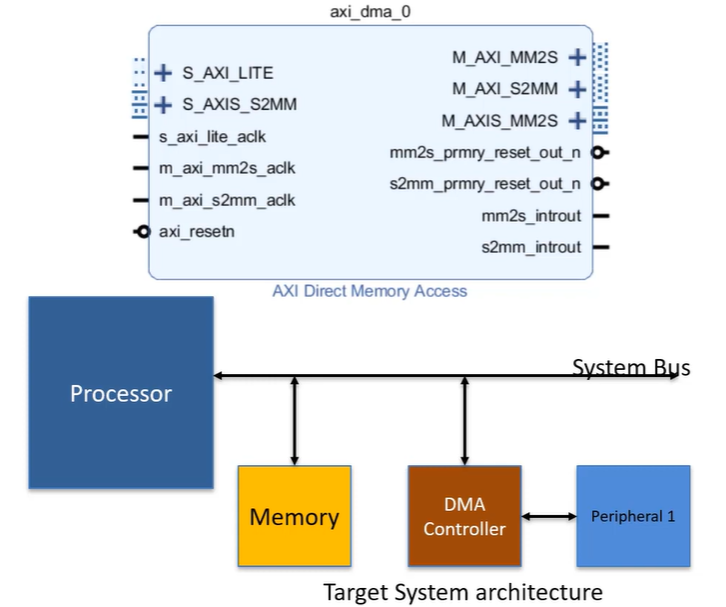 axi_dma_0
S_AXI_LITE
S_AXIS_S2MM
s_axi_lite_aclk
m_axi_mm2s_aclk
m_axi_s2mm_aclk
axi_resetn
M_AXI_MM2S
M_AXI_S2MM
M_AXIS_MM2S
mm2s_prmry_reset_out_n
s2mm_prmry_reset_out_n
mm2s_introut
s2mm_introut
AXI Direct Memory Access
Processor
System Bus
Memory
DMA
Controller
Peripheral 1
Target System architecture